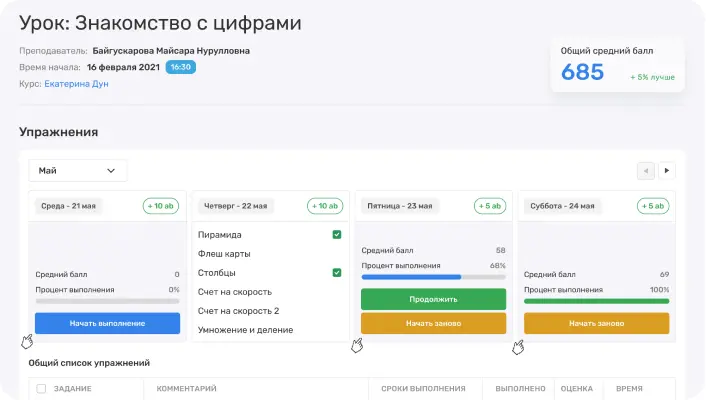 Урок: Знакомство с цифрами
Преподаватель: Байгускарова Майсара Нурулловна
Время начала: 16 февраля 2021 16:30
Курс: Екатерина Дун
Общий средний балл
685
+ 5% лучше
Упражнения
Май
Среда - 21 мая
+ 10 ab
Средний балл 0
Процент выполнения 0%
Начать выполнение
Четверг - 22 мая
+ 10 ab
Пирамида
Флеш карты
Столбцы
Счет на скорость
Счет на скорость 2
Умножение и деление
Пятница - 23 мая
+ 5 ab
Средний балл 58
Процент выполнения 68%
Продолжить
Начать заново
Суббота - 24 мая
+ 5 ab
Средний балл 69
Процент выполнения 100%
Начать заново
Общий список упражнений
ЗАДАНИЕ КОММЕНТАРИЙ СРОКИ ВЫПОЛНЕНИЯ ВЫПОЛНЕНО ОЦЕНКА ВРЕМЯ